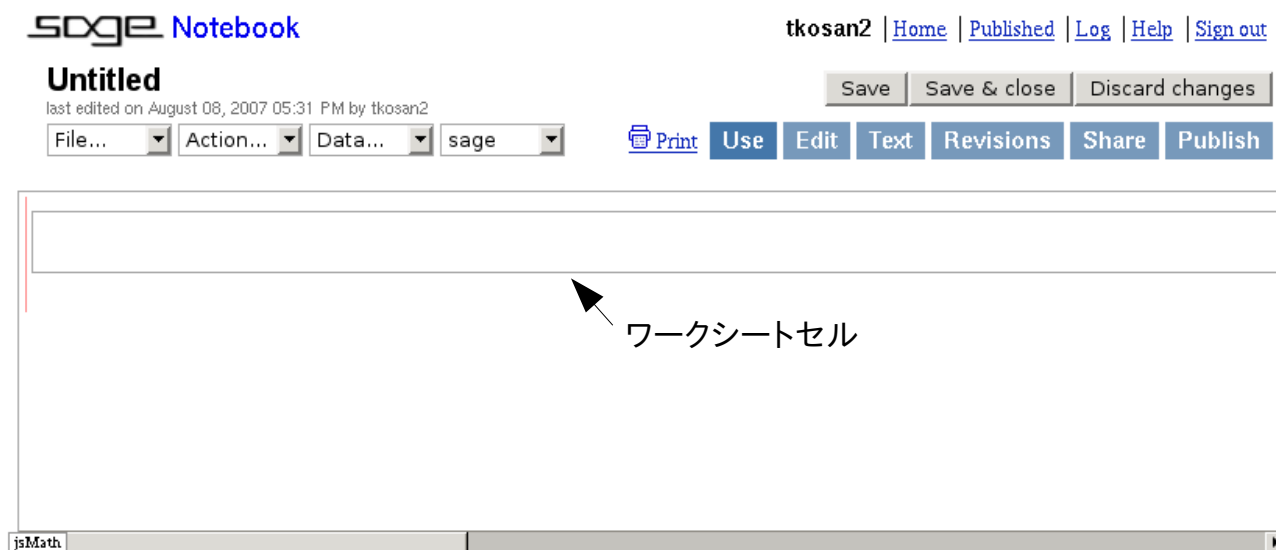 sage Notebook
tkosan2 | Home | Published | Log | Help | Sign out
Untitled
last edited on August 08, 2007 05:31 PM by tkosan2
Save Save & close Discard changes
File... Action... Data... sage Print Use Edit Text Revisions Share Publish
ワークシートセル
jsMath